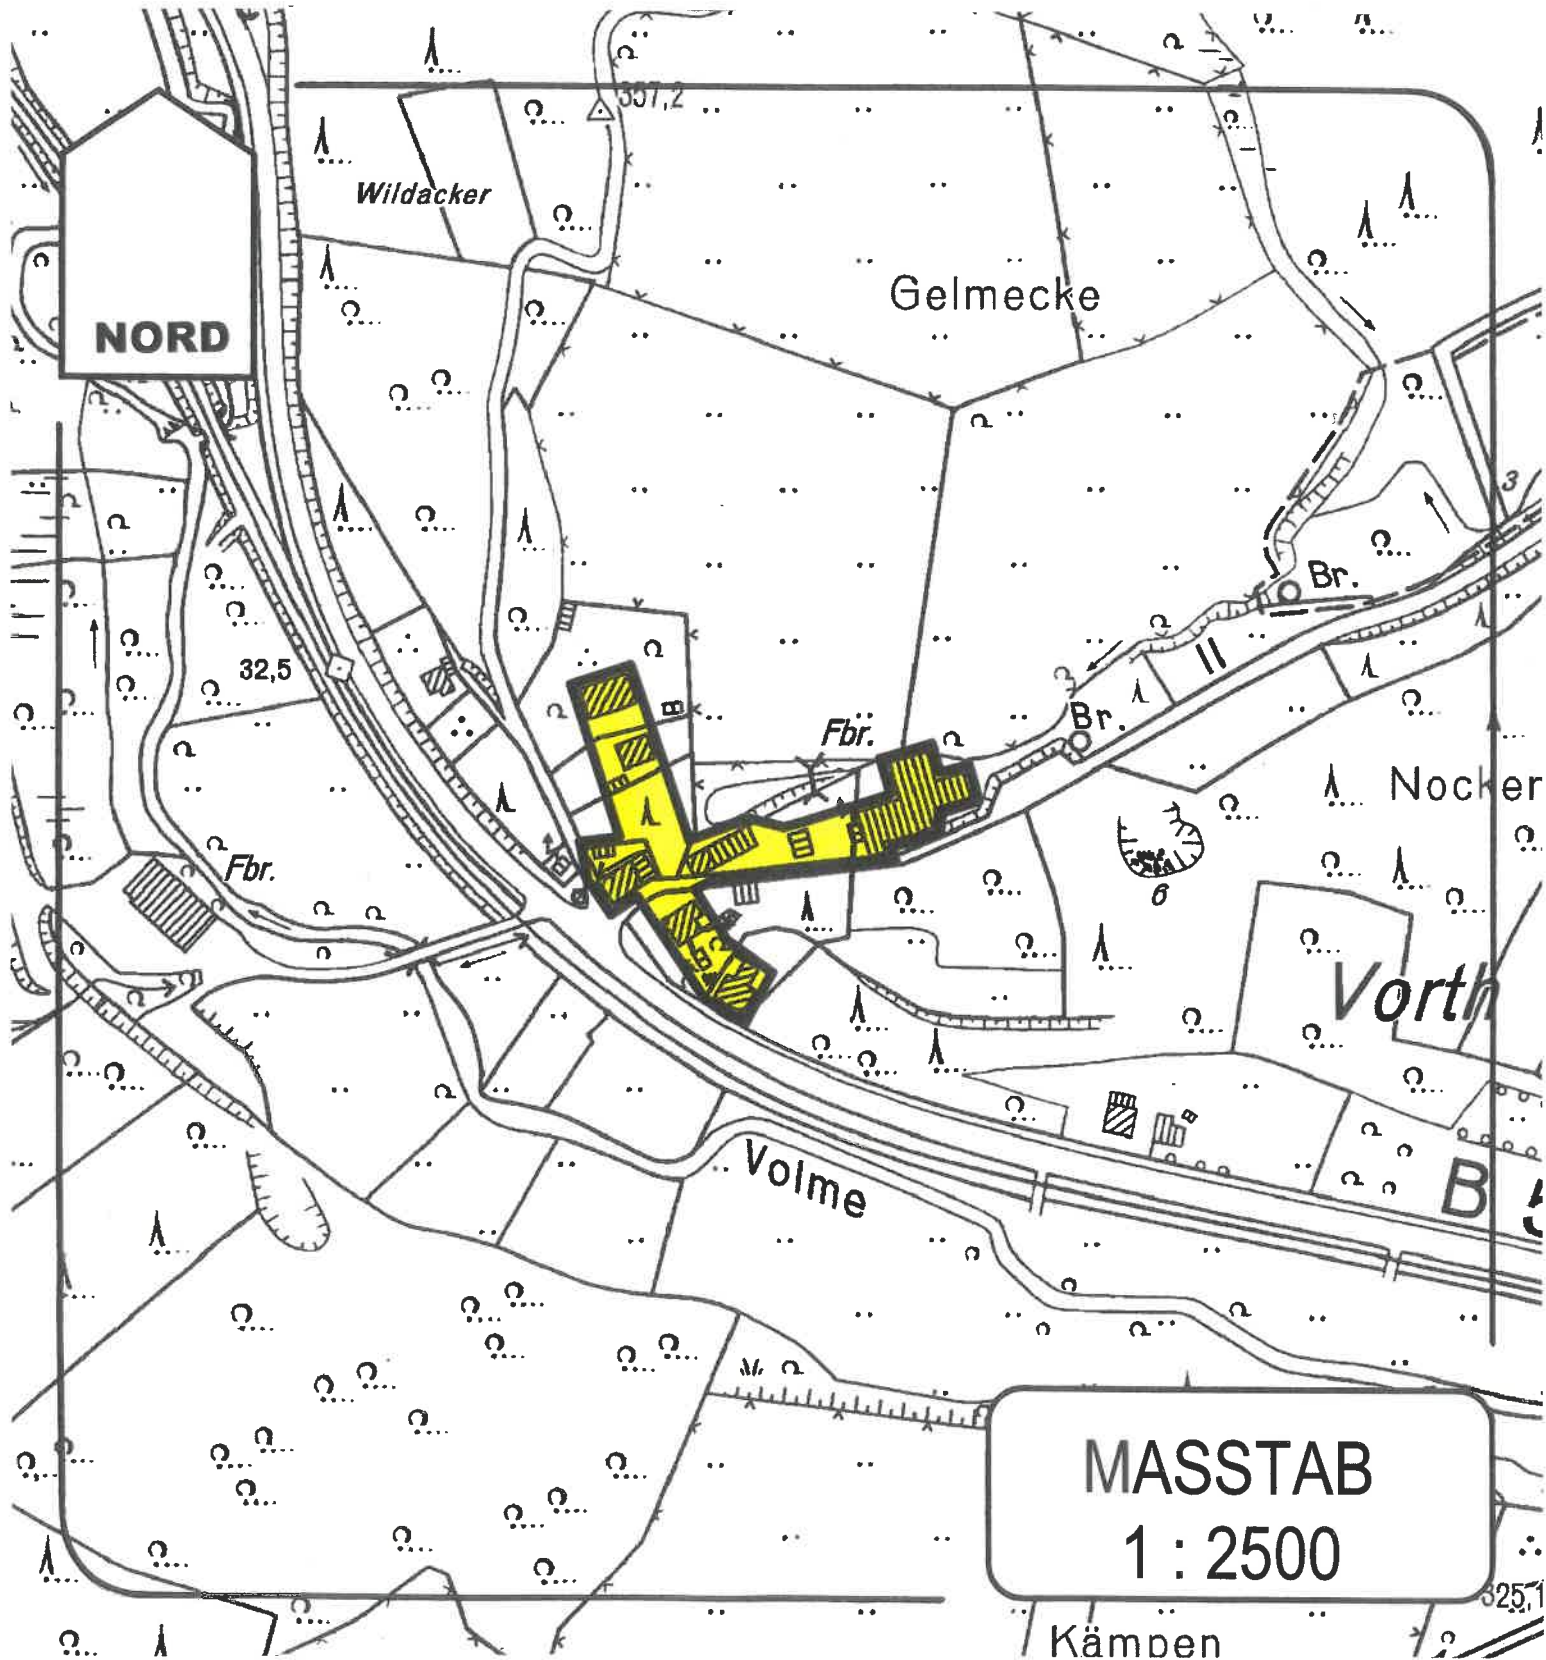 357,2
Wildacker
NORD
Gelmecke
3
Br.
32,5
B
Fbr.
Br.
Nocker
Fbr.
6
Vorth
Volme
B 5
MASSTAB
1 : 2500
325,1
Kämpen